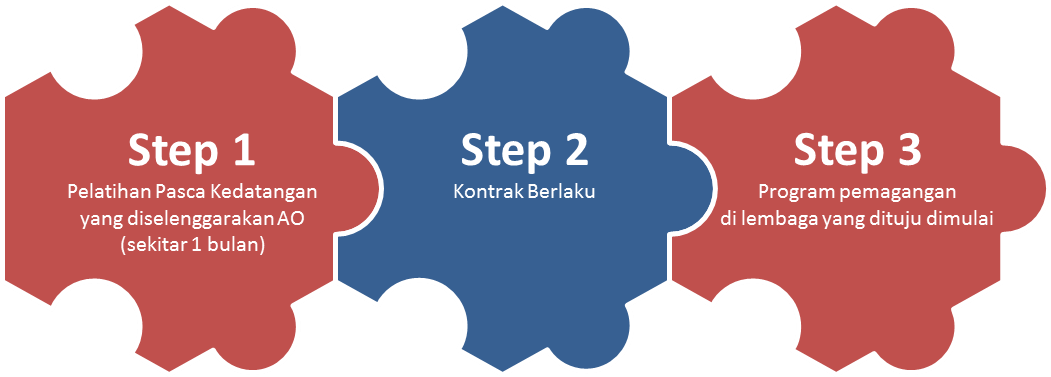 Step 1
Pelatihan Pasca Kedatangan
yang diselenggarakan AO
(sekitar 1 bulan)
Step 2
Kontrak Berlaku
Step 3
Program pemagangan
di lembaga yang dituju dimulai